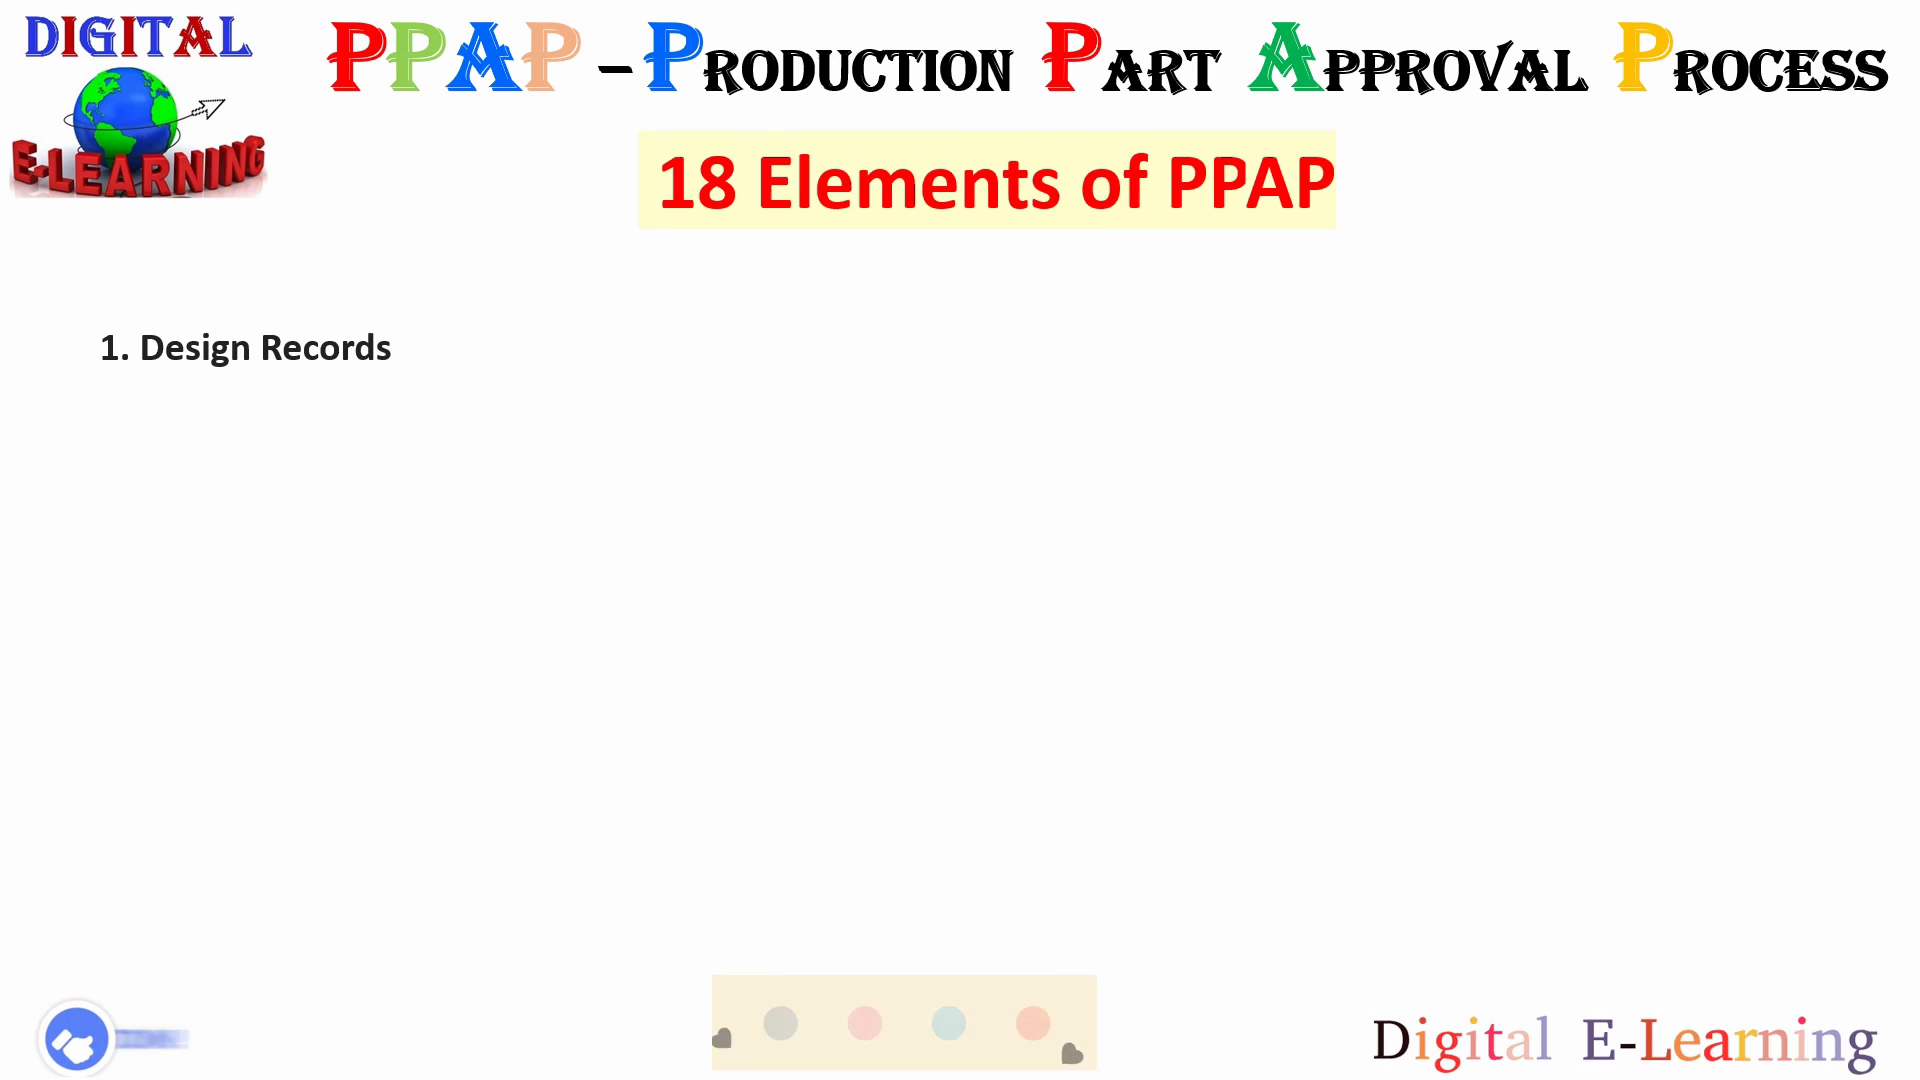 DIGITAL
E-LEARNING
PPAP – Production Part Approval Process
18 Elements of PPAP
1. Design Records
Digital E-Learning